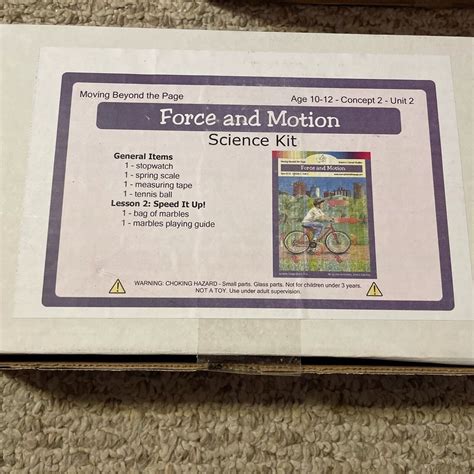 Moving Beyond the Page
Age 10-12 - Concept 2 - Unit 2
Force and Motion
Science Kit
General Items
1 - stopwatch
1 - spring scale
1 - measuring tape
1 - tennis ball
Lesson 2: Speed It Up!
1 - bag of marbles
1 - marbles playing guide
Force and Motion
WARNING: CHOKING HAZARD - Small parts. Glass parts. Not for children under 3 years.
NOT A TOY. Use under adult supervision.